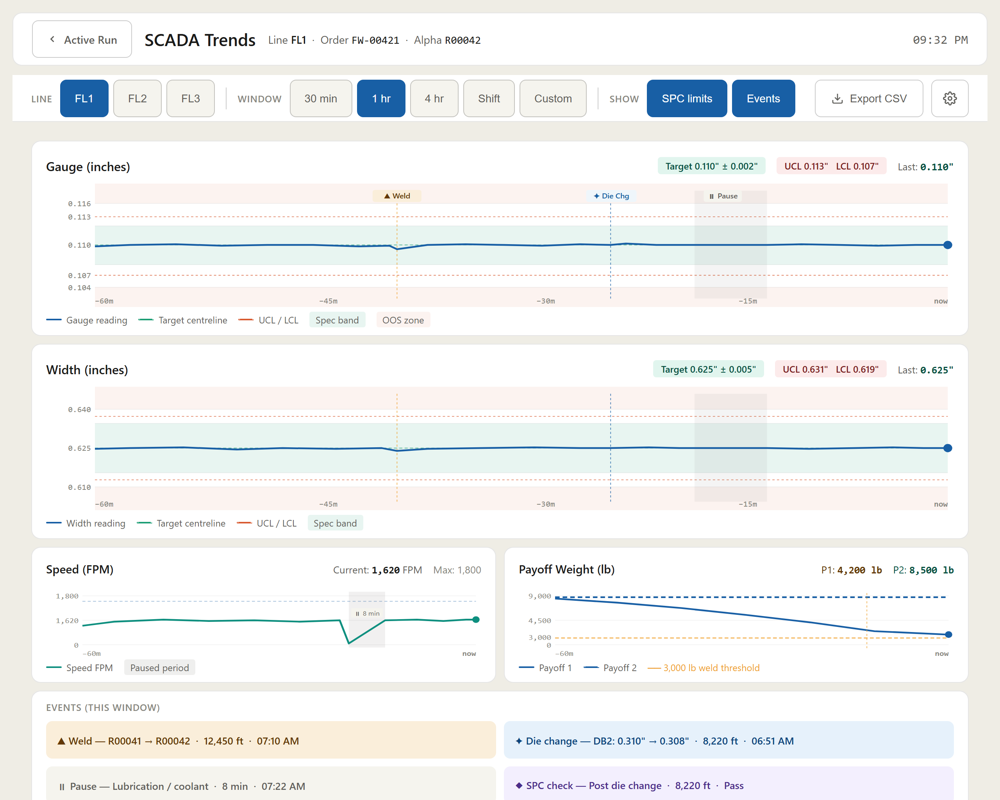 Active Run
SCADA Trends
Line FL1 · Order FW-00421 · Alpha R00042
09:32 PM
LINE FL1 FL2 FL3 WINDOW 30 min 1 hr 4 hr Shift Custom SHOW SPC limits Events Export CSV
Gauge (inches)
Target 0.110" ± 0.002" UCL 0.113" LCL 0.107" Last: 0.110"
▲ Weld ✦ Die Chg ⏸ Pause
0.116
0.113
0.110
0.107
0.104
−60m −45m −30m −15m now
Gauge reading Target centreline UCL / LCL Spec band OOS zone
Width (inches)
Target 0.625" ± 0.005" UCL 0.631" LCL 0.619" Last: 0.625"
0.640
0.625
0.610
−60m −45m −30m −15m now
Width reading Target centreline UCL / LCL Spec band
Speed (FPM)
Current: 1,620 FPM Max: 1,800
1,800
⏸ 8 min
1,620
0
−60m now
Speed FPM Paused period
Payoff Weight (lb)
P1: 4,200 lb P2: 8,500 lb
9,000
4,500
3,000
0
−60m now
Payoff 1 Payoff 2 3,000 lb weld threshold
EVENTS (THIS WINDOW)
▲ Weld — R00041 → R00042 · 12,450 ft · 07:10 AM
✦ Die change — DB2: 0.310" → 0.308" · 8,220 ft · 06:51 AM
⏸ Pause — Lubrication / coolant · 8 min · 07:22 AM
◆ SPC check — Post die change · 8,220 ft · Pass